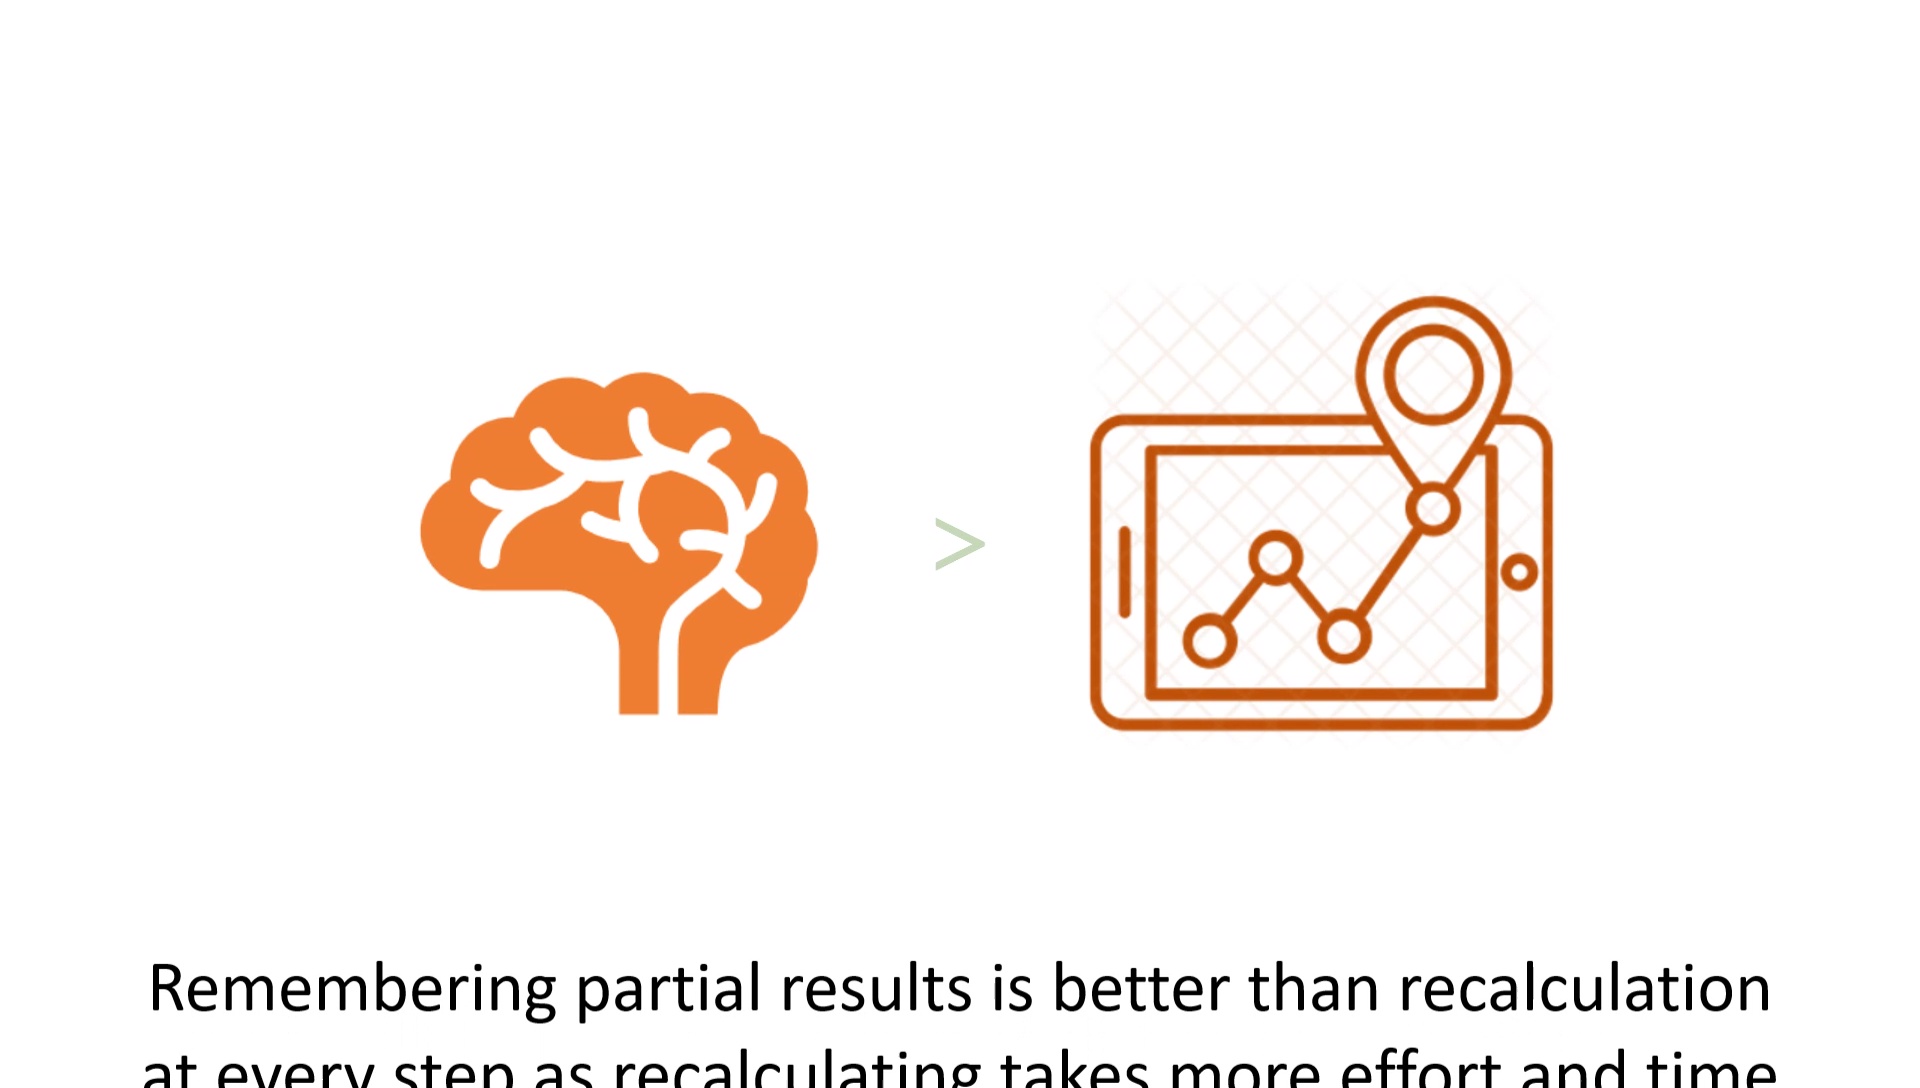 >
Remembering partial results is better than recalculation
at every step as recalculating takes more effort and time